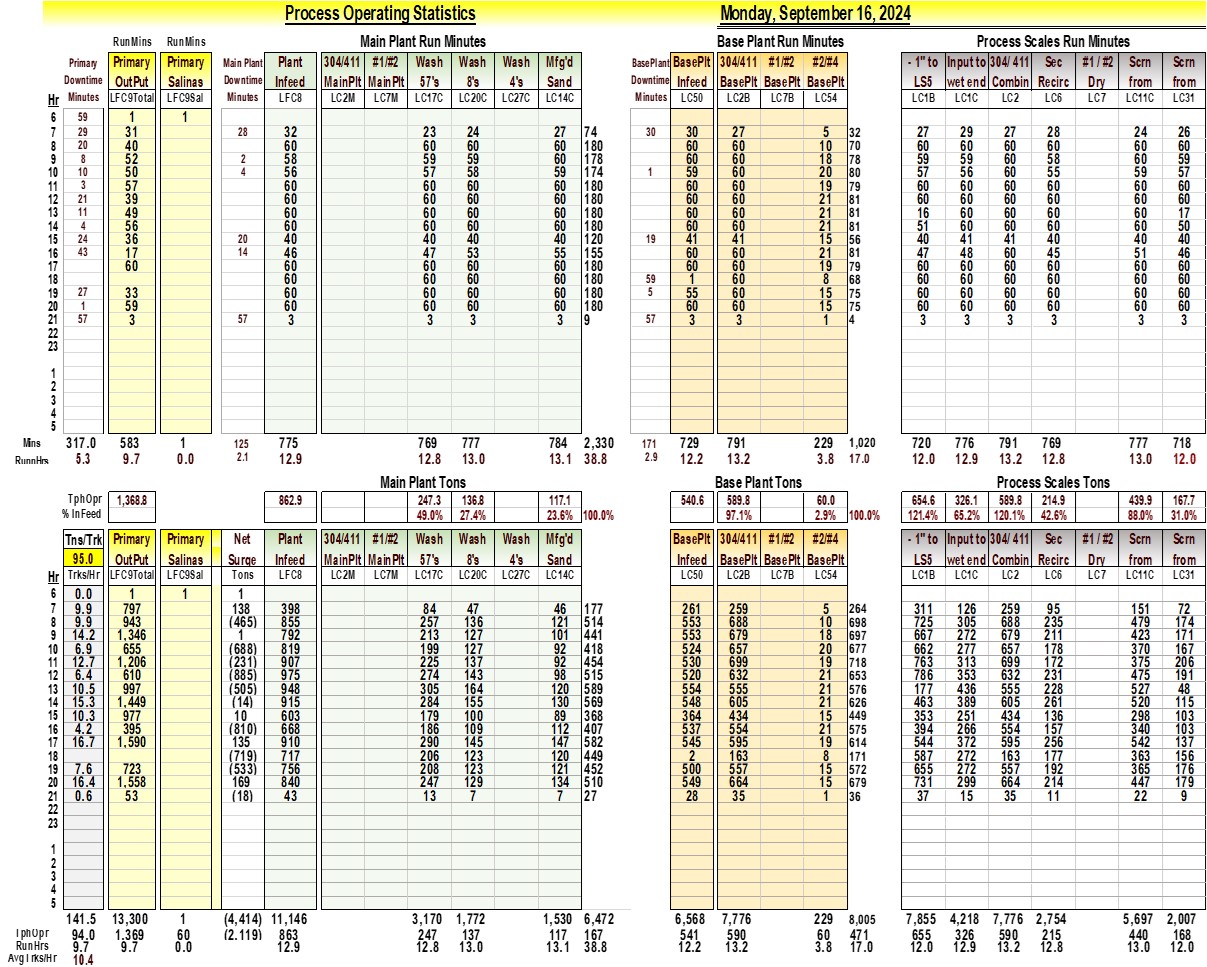 Process Operating Statistics Monday, September 16, 2024
RunMins RunMins Main Plant Run Minutes Base Plant Run Minutes Process Scales Run Minutes
Primary Primary Primary Main Plant Plant 304/411 #1/#2 Wash Wash Wash Mfg'd BasePlant BasePlt 304/411 #1/#2 #2/#4 - 1" to Input to 304/ 411 Sec #1 / #2 Scrn Scrn
Downtime OutPut Salinas Downtime Infeed MainPlt MainPlt 57's 8's 4's Sand Downtime Infeed BasePlt BasePlt BasePlt LS5 wet end Combin Recirc Dry from from
Hr Minutes LFC9Total LFC9Sal Minutes LFC8 LC2M LC7M LC17C LC20C LC27C LC14C Minutes LC50 LC2B LC7B LC54 LC1B LC1C LC2 LC6 LC7 LC11C LC31
6 59 1 1
7 29 31 28 32 23 24 27 74 30 30 27 5 32 27 29 27 28 24 26
8 20 40 60 60 60 60 180 60 60 10 70 60 60 60 60 60 60
9 8 52 2 58 59 59 60 178 60 60 18 78 59 59 60 58 60 59
10 10 50 4 56 57 58 59 174 1 59 60 20 80 57 56 60 55 59 57
11 3 57 60 60 60 60 180 60 60 19 79 60 60 60 60 60 60
12 21 39 60 60 60 60 180 60 60 21 81 60 60 60 60 60 60
13 11 49 60 60 60 60 180 60 60 21 81 16 60 60 60 60 17
14 4 56 60 60 60 60 180 60 60 21 81 51 60 60 60 60 50
15 24 36 20 40 40 40 40 120 19 41 41 15 56 40 41 41 40 40 40
16 43 17 14 46 47 53 55 155 60 60 21 81 47 48 60 45 51 46
17 60 60 60 60 60 180 60 60 19 79 60 60 60 60 60 60
18 60 60 60 60 180 59 1 60 8 68 60 60 60 60 60 60
19 27 33 60 60 60 60 180 5 55 60 15 75 60 60 60 60 60 60
20 1 59 60 60 60 60 180 60 60 15 75 60 60 60 60 60 60
21 57 3 57 3 3 3 3 9 57 3 3 1 4 3 3 3 3 3 3
22
23
1
2
3
4
5
Mins 317.0 583 1 125 775 769 777 784 2,330 171 729 791 229 1,020 720 776 791 769 777 718
RunnHrs 5.3 9.7 0.0 2.1 12.9 12.8 13.0 13.1 38.8 2.9 12.2 13.2 3.8 17.0 12.0 12.9 13.2 12.8 13.0 12.0
Main Plant Tons Base Plant Tons Process Scales Tons
TphOpr 1,368.8 862.9 247.3 136.8 117.1 540.6 589.8 60.0 654.6 326.1 589.8 214.9 439.9 167.7
% InFeed 49.0% 27.4% 23.6% 100.0% 97.1% 2.9% 100.0% 121.4% 65.2% 120.1% 42.6% 88.0% 31.0%
Tns/Trk Primary Primary Net Plant 304/411 #1/#2 Wash Wash Wash Mfg'd BasePlt 304/411 #1/#2 #2/#4 - 1" to Input to 304/ 411 Sec #1 / #2 Scrn Scrn
95.0 OutPut Salinas Surge Infeed MainPlt MainPlt 57's 8's 4's Sand Infeed BasePlt BasePlt BasePlt LS5 wet end Combin Recirc Dry from from
Hr Trks/Hr LFC9Total LFC9Sal Tons LFC8 LC2M LC7M LC17C LC20C LC27C LC14C LC50 LC2B LC7B LC54 LC1B LC1C LC2 LC6 LC7 LC11C LC31
6 0.0 1 1 1
7 9.9 797 138 398 84 47 46 177 261 259 5 264 311 126 259 95 151 72
8 9.9 943 (465) 855 257 136 121 514 553 688 10 698 725 305 688 235 479 174
9 14.2 1,346 1 792 213 127 101 441 553 679 18 697 667 272 679 211 423 171
10 6.9 655 (688) 819 199 127 92 418 524 657 20 677 662 277 657 178 370 167
11 12.7 1,206 (231) 907 225 137 92 454 530 699 19 718 763 313 699 172 375 206
12 6.4 610 (885) 975 274 143 98 515 520 632 21 653 786 353 632 231 475 191
13 10.5 997 (505) 948 305 164 120 589 554 555 21 576 177 436 555 228 527 48
14 15.3 1,449 (14) 915 284 155 130 569 548 605 21 626 463 389 605 261 520 115
15 10.3 977 10 603 179 100 89 368 364 434 15 449 353 251 434 136 298 103
16 4.2 395 (810) 668 186 109 112 407 537 554 21 575 394 266 554 157 340 103
17 16.7 1,590 135 910 290 145 147 582 545 595 19 614 544 372 595 256 542 137
18 (719) 717 206 123 120 449 2 163 8 171 587 272 163 177 363 156
19 7.6 723 (533) 756 208 123 121 452 500 557 15 572 655 272 557 192 365 176
20 16.4 1,558 169 840 247 129 134 510 549 664 15 679 731 299 664 214 447 179
21 0.6 53 (18) 43 13 7 7 27 28 35 1 36 37 15 35 11 22 9
22
23
1
2
3
4
5
141.5 13,300 1 (4,414) 11,146 3,170 1,772 1,530 6,472 6,568 7,776 229 8,005 7,855 4,218 7,776 2,754 5,697 2,007
TphOpr 94.0 1,369 60 (2,119) 863 247 137 117 167 541 590 60 471 655 326 590 215 440 168
RunHrs 9.7 9.7 0.0 12.9 12.8 13.0 13.1 38.8 12.2 13.2 3.8 17.0 12.0 12.9 13.2 12.8 13.0 12.0
Avg Trks/Hr 10.4